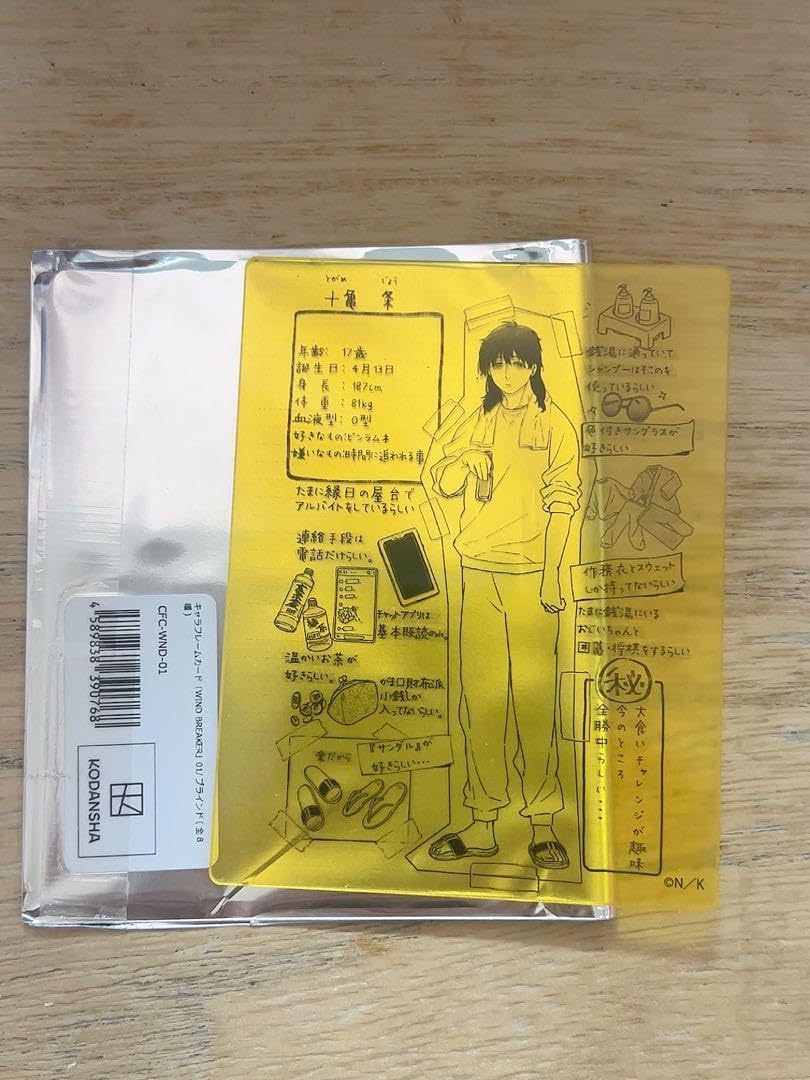 とがめ じょう
十亀 条
年齢： 17歳
誕生日：4月13日
身長：187cm
体重：81kg
血液型：O型
好きなもの：ビンラムネ
嫌いなもの：時間に追われる事
たまに縁日の屋台で
アルバイトをしているらしい
連絡手段は
電話だけらしい。
チャットアプリは
基本既読のみ。
温かいお茶が
好きらしい。
がま口財布派
小銭しか
入ってないらしい。
楽だから
『サンダル』が
好きらしい…
銭湯に通っていて
シャンプーはそこのを
使っているらしい
色付きサングラスが
好きらしい
作務衣とスウェット
しか持ってないらしい
たまに銭湯にいる
おじいちゃんと
囲碁・将棋をするらしい
秘
大食いチャレンジが趣味
今のところ
全勝中らしい…
©N／K
キャラフレームカード「WIND BREAKER」01/ブラインド(全8
種)
CFC-WND-01
4 589838 390768
KODANSHA